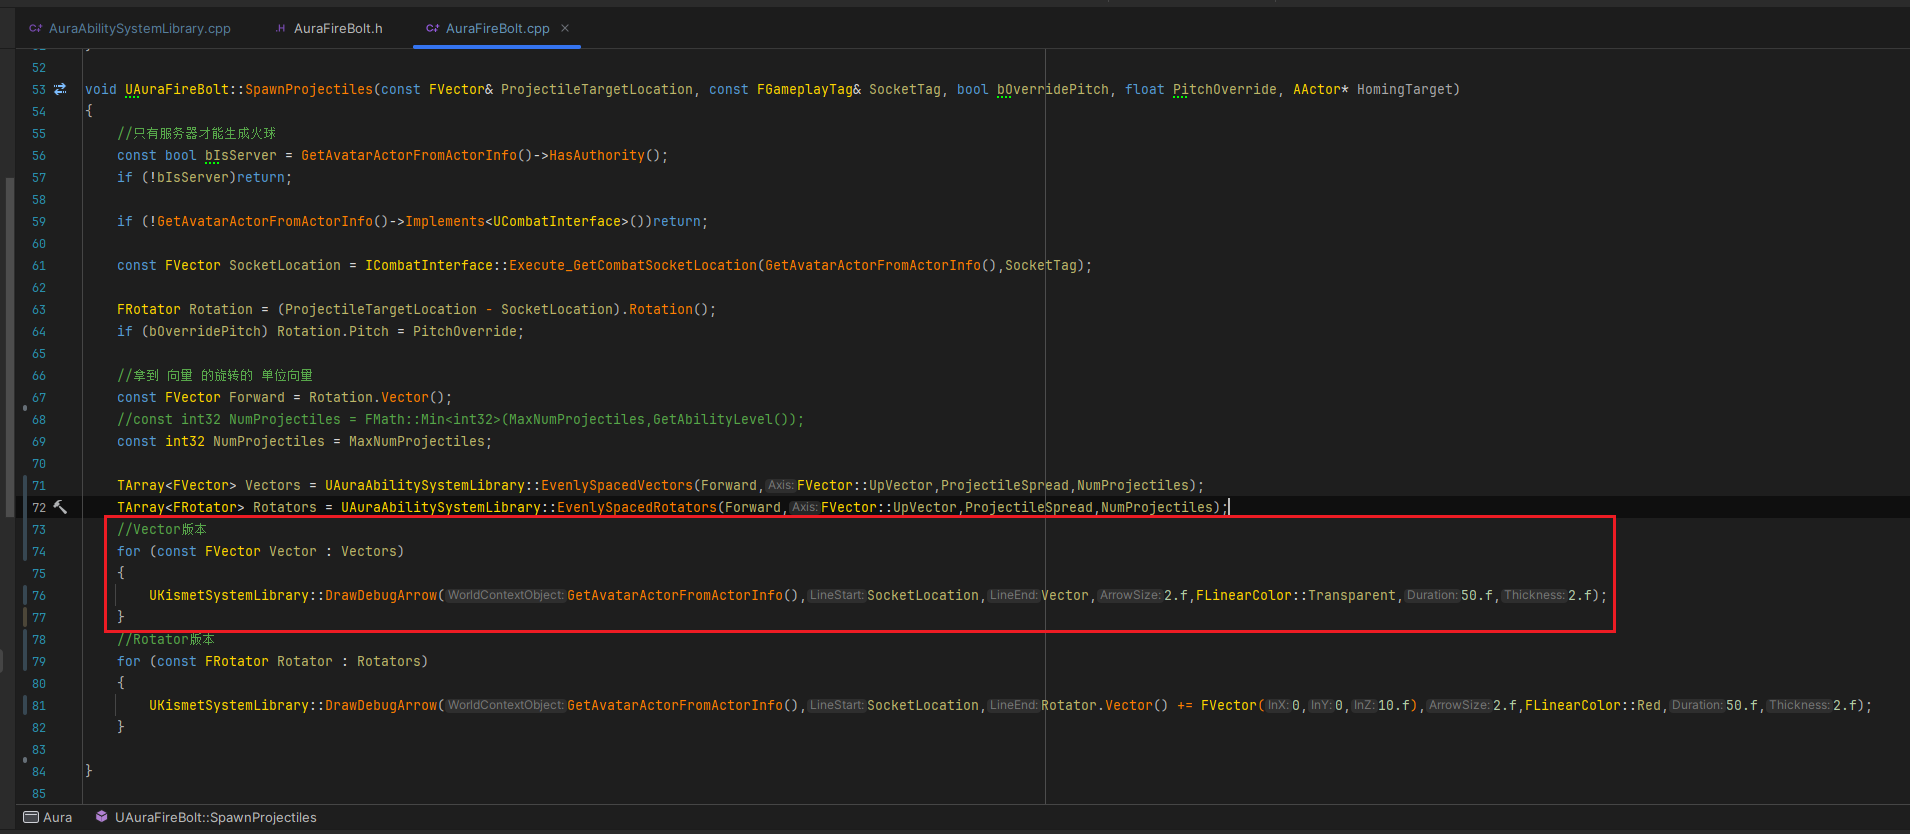 AuraAbilitySystemLibrary.cpp AuraFireBolt.h AuraFireBolt.cpp
52
53 void UAuraFireBolt::SpawnProjectiles(const FVector& ProjectileTargetLocation, const FGameplayTag& SocketTag, bool bOverridePitch, float PitchOverride, AActor* HomingTarget)
54 {
55 //只有服务器才能生成火球
56 const bool bIsServer = GetAvatarActorFromActorInfo()->HasAuthority();
57 if (!bIsServer)return;
58
59 if (!GetAvatarActorFromActorInfo()->Implements<UCombatInterface>())return;
60
61 const FVector SocketLocation = ICombatInterface::Execute_GetCombatSocketLocation(GetAvatarActorFromActorInfo(),SocketTag);
62
63 FRotator Rotation = (ProjectileTargetLocation - SocketLocation).Rotation();
64 if (bOverridePitch) Rotation.Pitch = PitchOverride;
65
66 //拿到 向量 的旋转的 单位向量
67 const FVector Forward = Rotation.Vector();
68 //const int32 NumProjectiles = FMath::Min<int32>(MaxNumProjectiles,GetAbilityLevel());
69 const int32 NumProjectiles = MaxNumProjectiles;
70
71 TArray<FVector> Vectors = UAuraAbilitySystemLibrary::EvenlySpacedVectors(Forward, Axis: FVector::UpVector,ProjectileSpread,NumProjectiles);
72 TArray<FRotator> Rotators = UAuraAbilitySystemLibrary::EvenlySpacedRotators(Forward, Axis: FVector::UpVector,ProjectileSpread,NumProjectiles);
73 //Vector版本
74 for (const FVector Vector : Vectors)
75 {
76 UKismetSystemLibrary::DrawDebugArrow( WorldContextObject: GetAvatarActorFromActorInfo(), LineStart: SocketLocation, LineEnd: Vector, ArrowSize: 2.f,FLinearColor::Transparent, Duration: 50.f, Thickness: 2.f);
77 }
78 //Rotator版本
79 for (const FRotator Rotator : Rotators)
80 {
81 UKismetSystemLibrary::DrawDebugArrow( WorldContextObject: GetAvatarActorFromActorInfo(), LineStart: SocketLocation, LineEnd: Rotator.Vector() += FVector( InX: 0, InY: 0, InZ: 10.f), ArrowSize: 2.f,FLinearColor::Red, Duration: 50.f, Thickness: 2.f);
82 }
83
84 }
85
Aura UAuraFireBolt::SpawnProjectiles